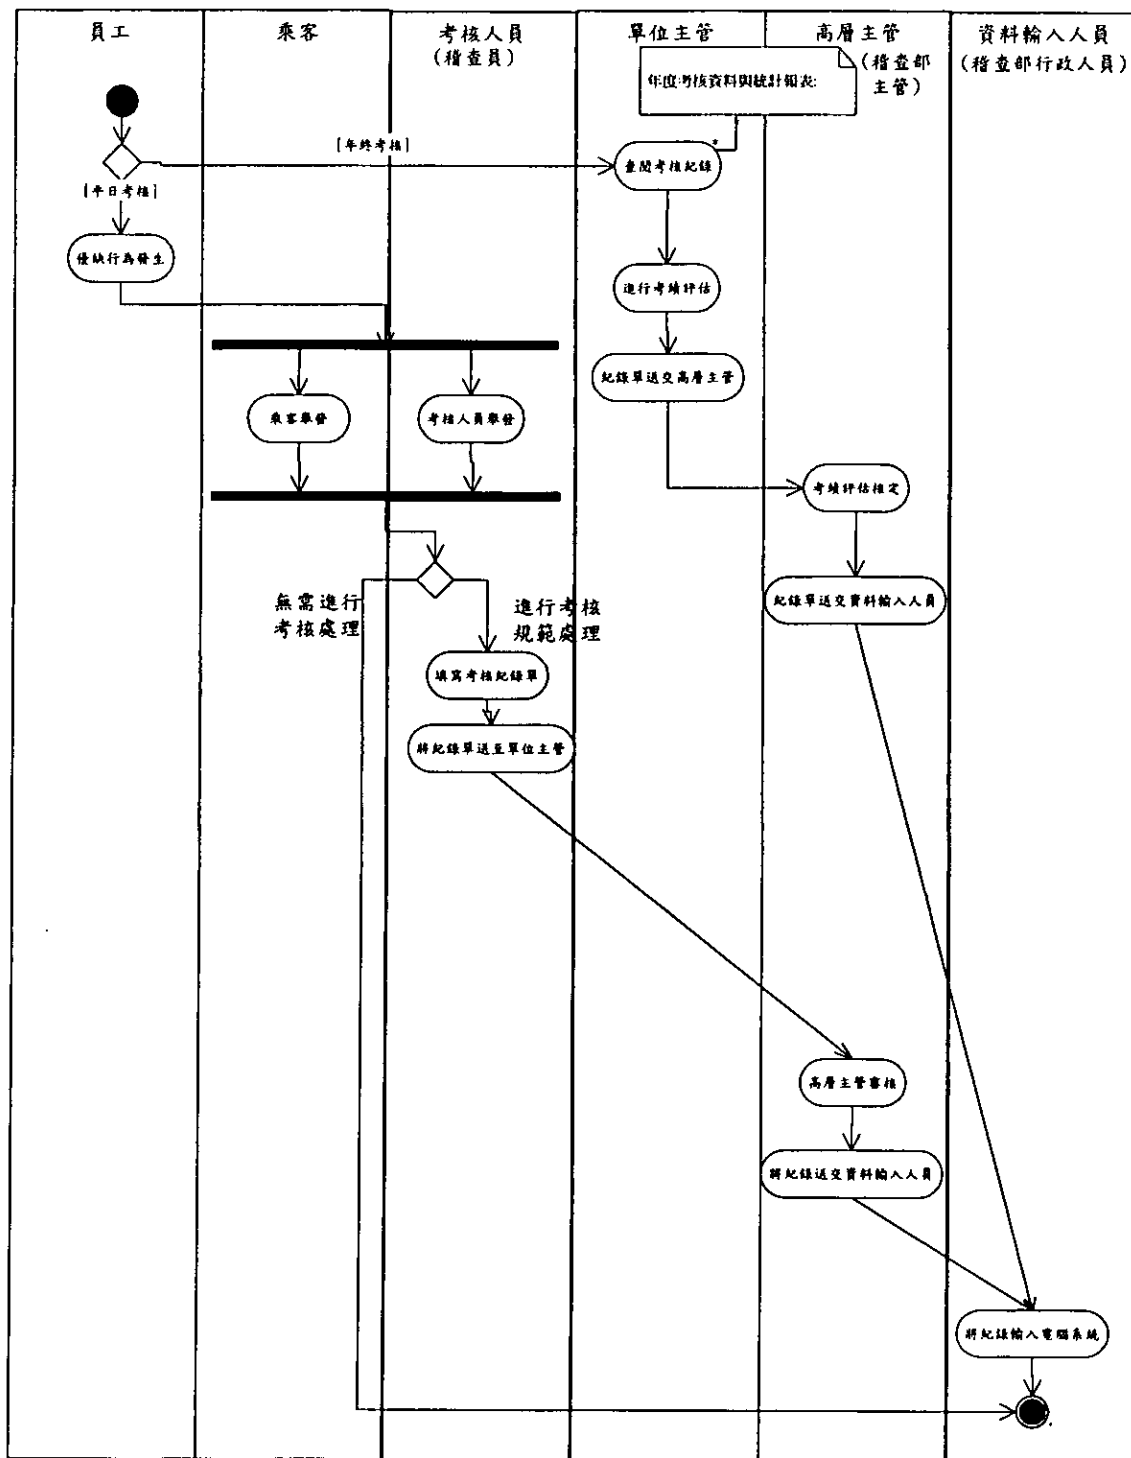 員工
乘客
考核人員
(稽查員)
單位主管
高層主管
(稽查部
主管)
資料輸入人員
(稽查部行政人員)
年度考核資料與統計報表:
[年終考核]
*
查閱考核紀錄
[平日考核]
優缺行為發生
進行考績評估
紀錄單送交高層主管
乘客舉發
考核人員舉發
考績評估核定
無需進行
考核處理
進行考核
規範處理
紀錄單送交資料輸入人員
填寫考核紀錄單
將紀錄單送至單位主管
高層主管審核
將紀錄送交資料輸入人員
將紀錄輸入電腦系統